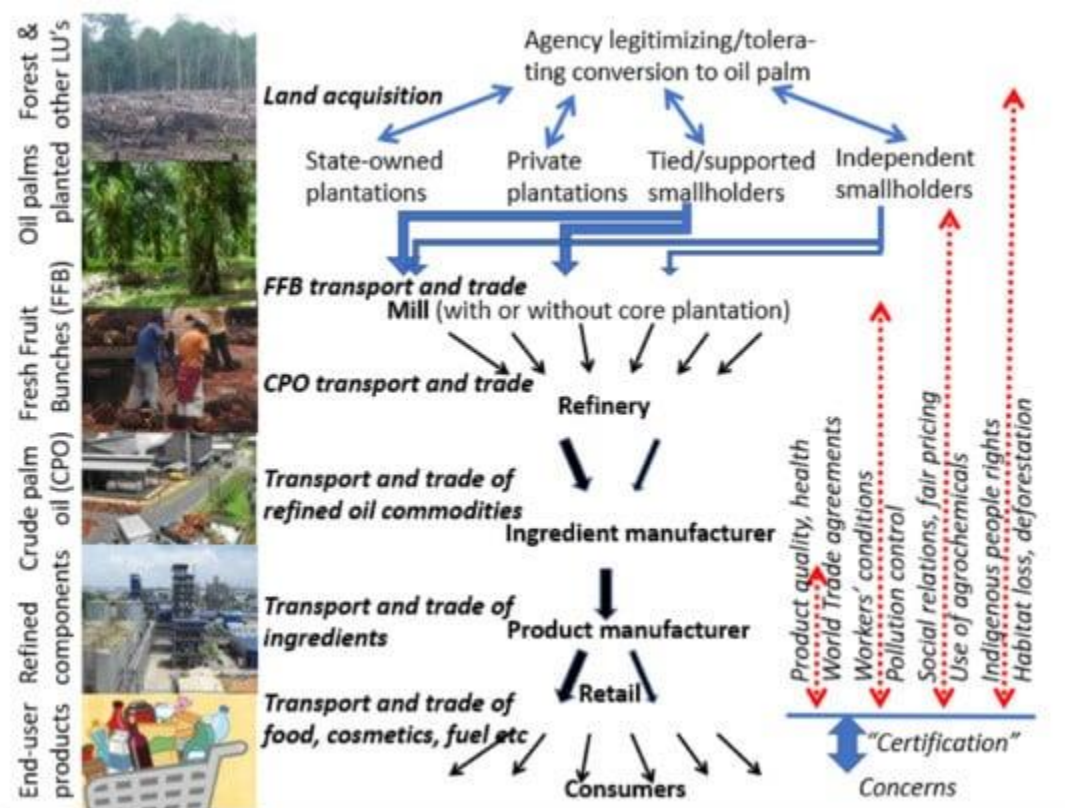 Forest &
other LU's
Oil palms
planted
Fresh Fruit
Bunches (FFB)
Crude palm
oil (CPO)
Refined
components
End-user
products
Agency legitimizing/tolera-
ting conversion to oil palm
Land acquisition
State-owned
plantations
Private
plantations
Tied/supported
smallholders
Independent
smallholders
FFB transport and trade
Mill (with or without core plantation)
CPO transport and trade
Refinery
Transport and trade of
refined oil commodities
Ingredient manufacturer
Transport and trade of
ingredients
Product manufacturer
Retail
Transport and trade of
food, cosmetics, fuel etc
Consumers
Product quality, health
World Trade agreements
Workers' conditions
Pollution control
Social relations, fair pricing
Use of agrochemicals
Indigenous people rights
Habitat loss, deforestation
"Certification"
Concerns